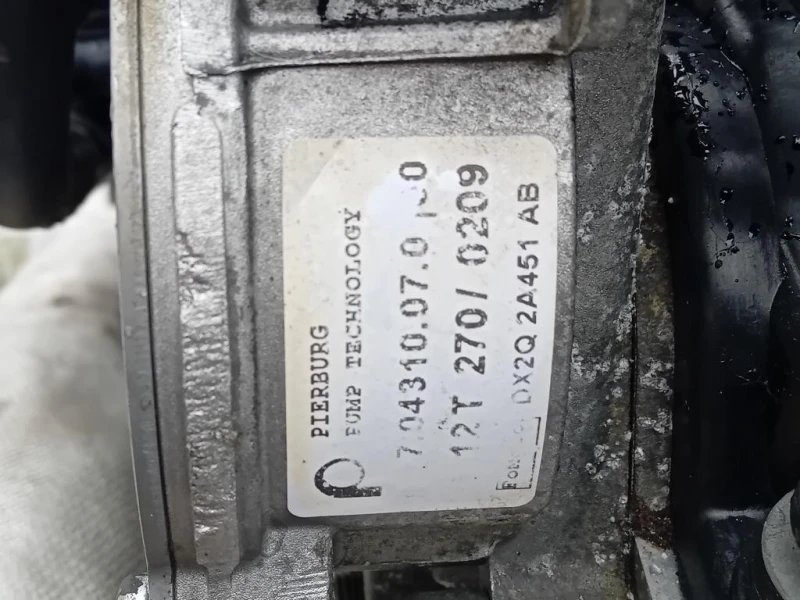 PIERBURG
PUMP TECHNOLOGY
7.04310.07.0
12T 270/ 0209
DX2Q 2A451 AB